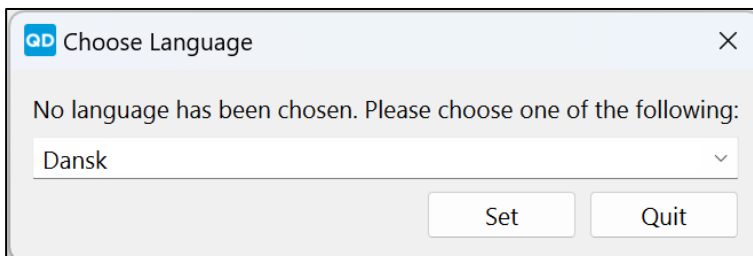 QD Choose Language
No language has been chosen. Please choose one of the following:
Dansk
Set Quit